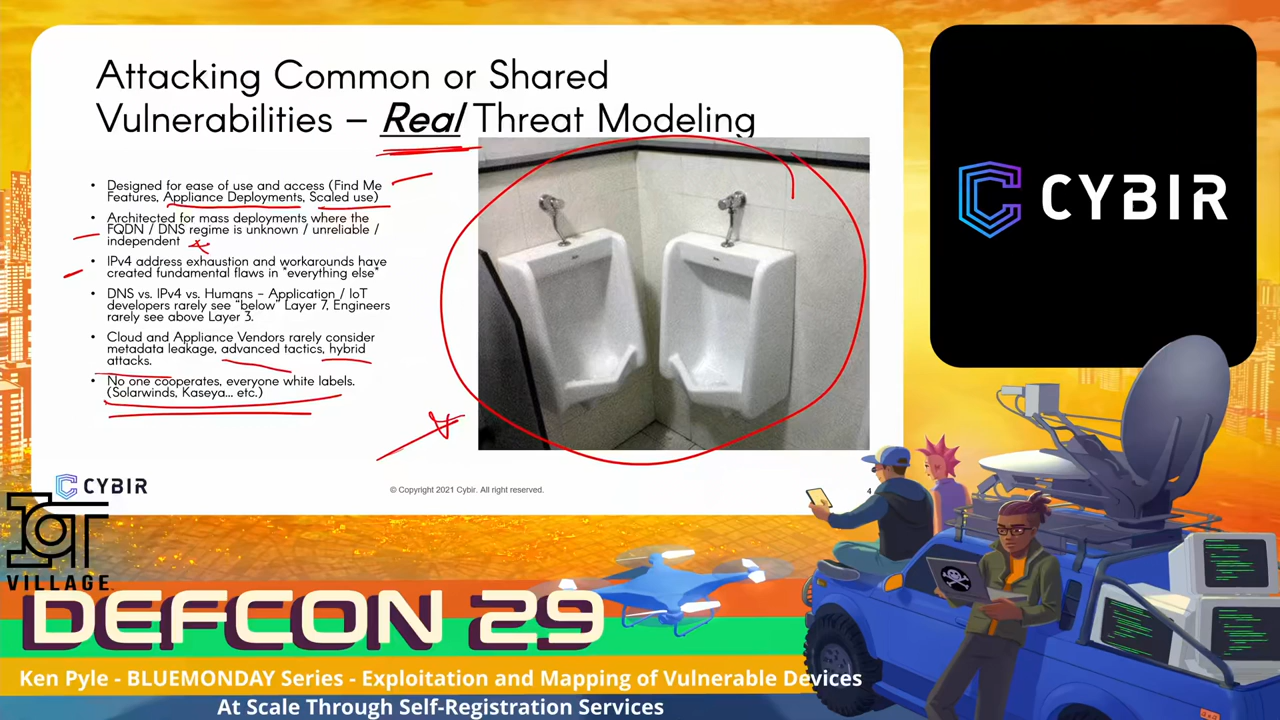 Attacking Common or Shared
Vulnerabilities – Real Threat Modeling
• Designed for ease of use and access (Find Me
Features, Appliance Deployments, Scaled use)
• Architected for mass deployments where the
FQDN / DNS regime is unknown / unreliable /
independent
• IPv4 address exhaustion and workarounds have
created fundamental flaws in "everything else"
• DNS vs. IPv4 vs. Humans – Application / IoT
developers rarely see "below" Layer 7, Engineers
rarely see above Layer 3.
• Cloud and Appliance Vendors rarely consider
metadata leakage, advanced tactics, hybrid
attacks.
• No one cooperates, everyone white labels.
(Solarwinds, Kaseya... etc.)
CYBIR
© Copyright 2021 Cybir. All rights reserved.
4
CYBIR
IoT
VILLAGE
DEFCON 29
Ken Pyle - BLUEMONDAY Series - Exploitation and Mapping of Vulnerable Devices
At Scale Through Self-Registration Services